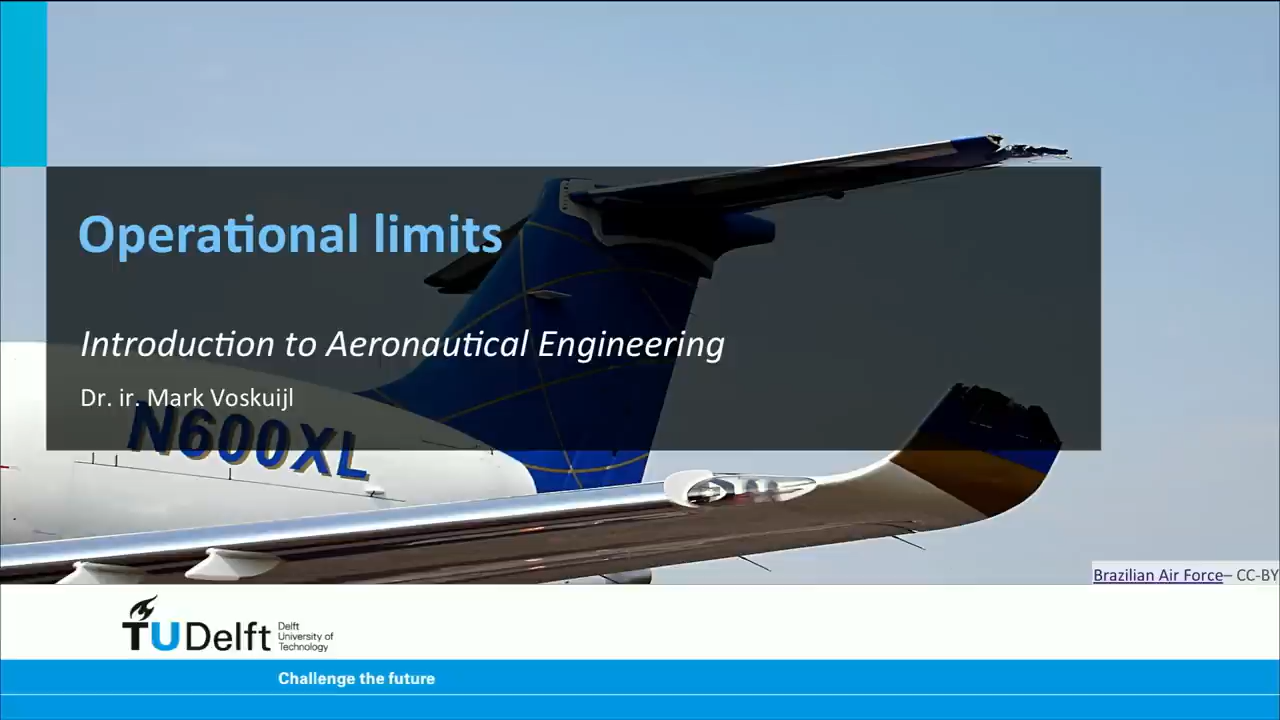 Operational limits
Introduction to Aeronautical Engineering
Dr. ir. Mark Voskuijl
N600XL
Brazilian Air Force– CC-BY
TU Delft
Delft
University of
Technology
Challenge the future